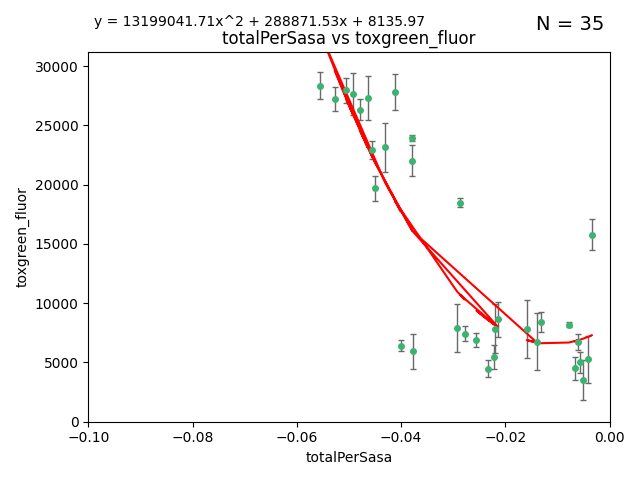 y = 13199041.71x^2 + 288871.53x + 8135.97
N = 35
totalPerSasa vs toxgreen_fluor
30000
25000
20000
15000
10000
5000
0
toxgreen_fluor
−0.10 −0.08 −0.06 −0.04 −0.02 0.00
totalPerSasa